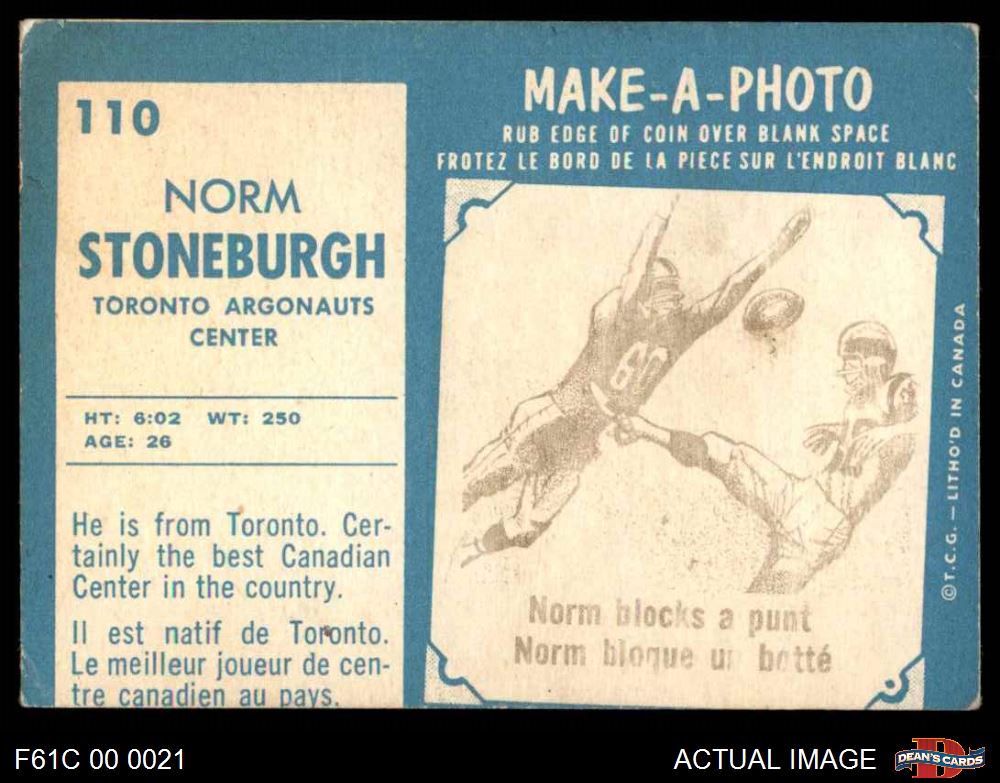 110
NORM
STONEBURGH
TORONTO ARGONAUTS
CENTER
HT: 6:02 WT: 250
AGE: 26
He is from Toronto. Cer-
tainly the best Canadian
Center in the country.
Il est natif de Toronto.
Le meilleur joueur de cen-
tre canadien au pays.
MAKE-A-PHOTO
RUB EDGE OF COIN OVER BLANK SPACE
FROTEZ LE BORD DE LA PIECE SUR L'ENDROIT BLANC
60
Norm blocks a punt
Norm bloque un botté
©T.C.G. — LITHO'D IN CANADA
F61C 00 0021
ACTUAL IMAGE
D
DEAN'S CARDS